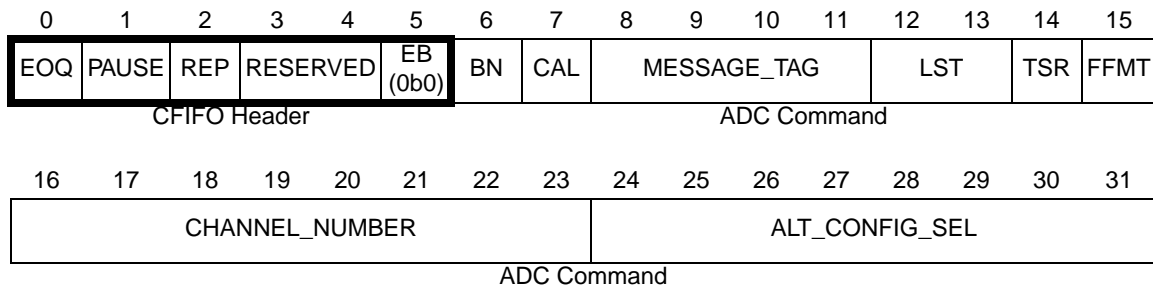 0 1 2 3 4 5 6 7 8 9 10 11 12 13 14 15
EOQ PAUSE REP RESERVED EB (0b0) BN CAL MESSAGE_TAG LST TSR FFMT
CFIFO Header ADC Command
16 17 18 19 20 21 22 23 24 25 26 27 28 29 30 31
CHANNEL_NUMBER ALT_CONFIG_SEL
ADC Command